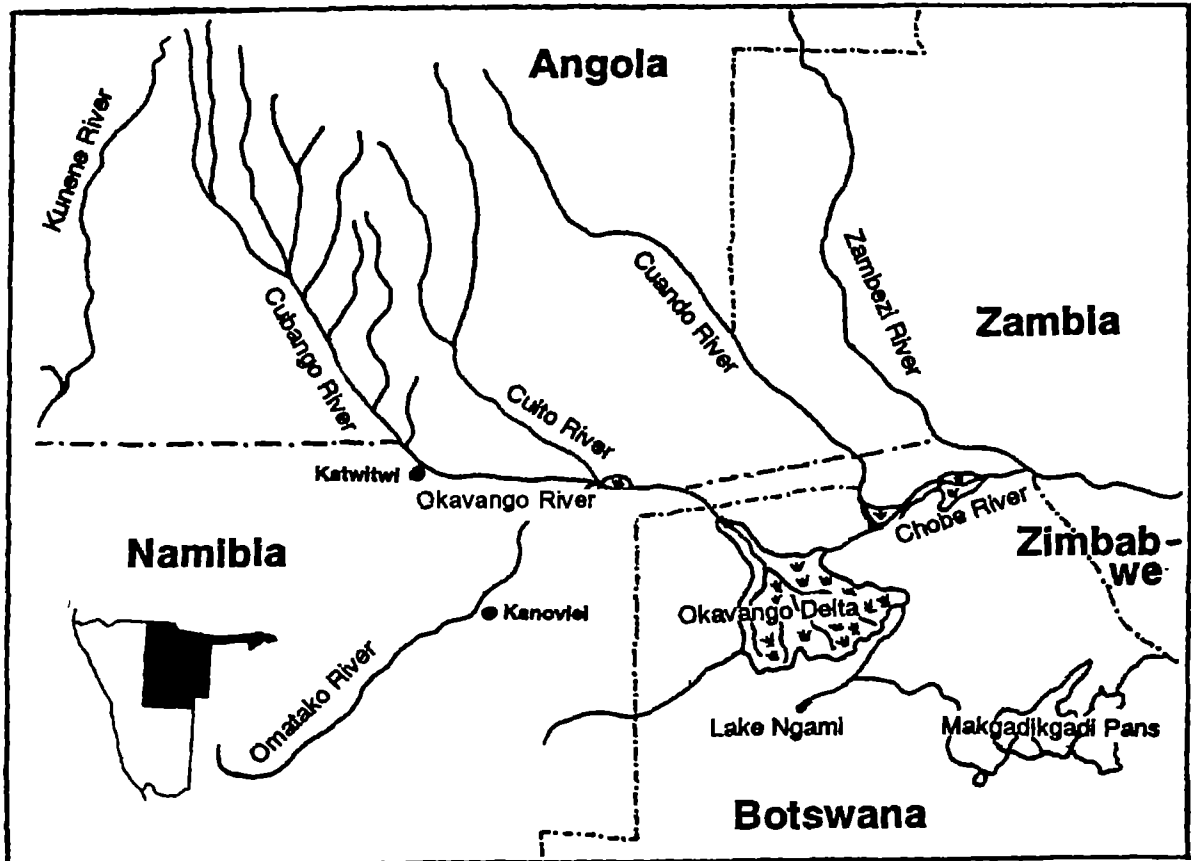 Angola
Kunene River
Zambezi River
Cuando River
Zambia
Cubango River
Cuito River
Katwitwi
Okavango River
Chobe River
Namibia
Zimbab-
we
Kanovlei
Okavango Delta
Omatako River
Lake Ngami
Makgadikgadi Pans
Botswana